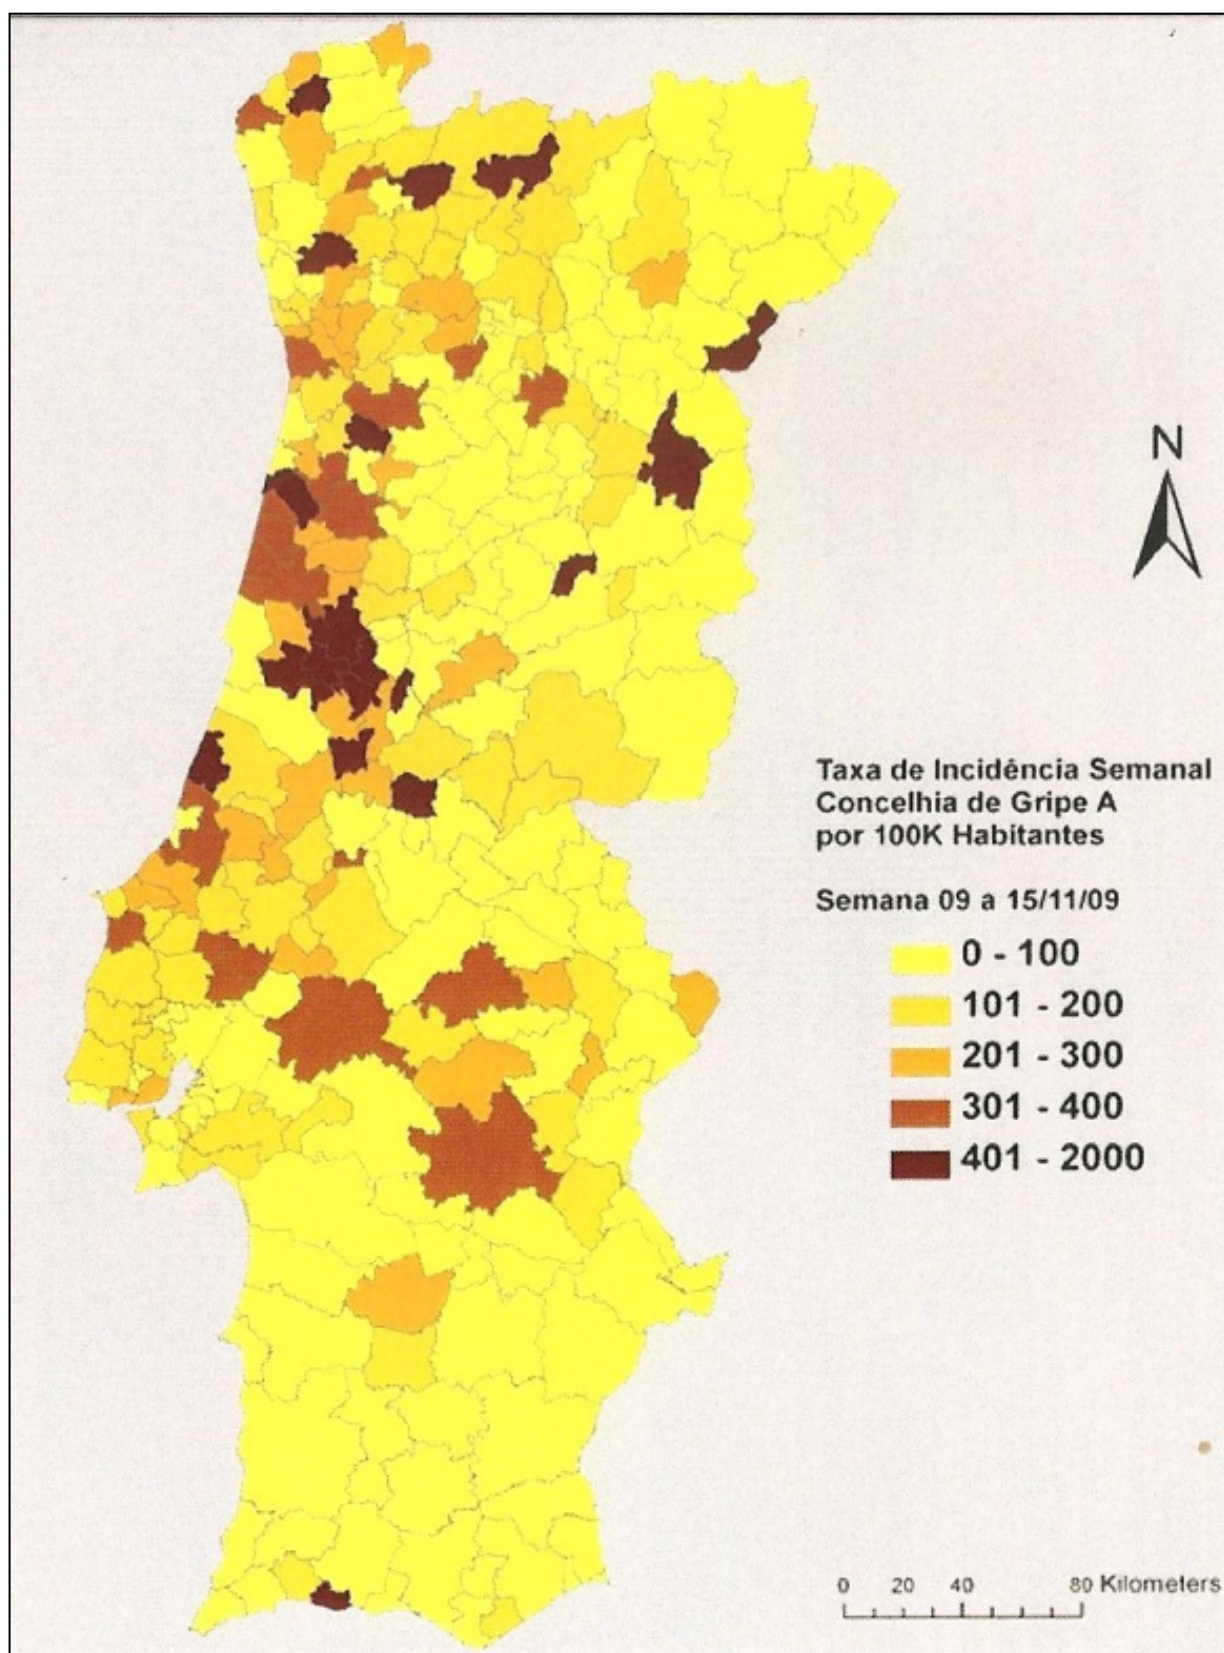 N
Taxa de Incidência Semanal
Concelhia de Gripe A
por 100K Habitantes
Semana 09 a 15/11/09
0 - 100
101 - 200
201 - 300
301 - 400
401 - 2000
0 20 40 80 Kilometers